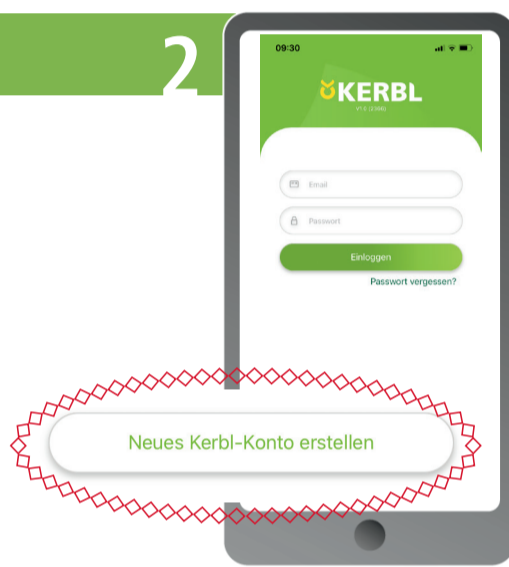 2
09:30
KERBL
Email
Passwort
Einloggen
Passwort vergessen?
Neues Kerbl-Konto erstellen